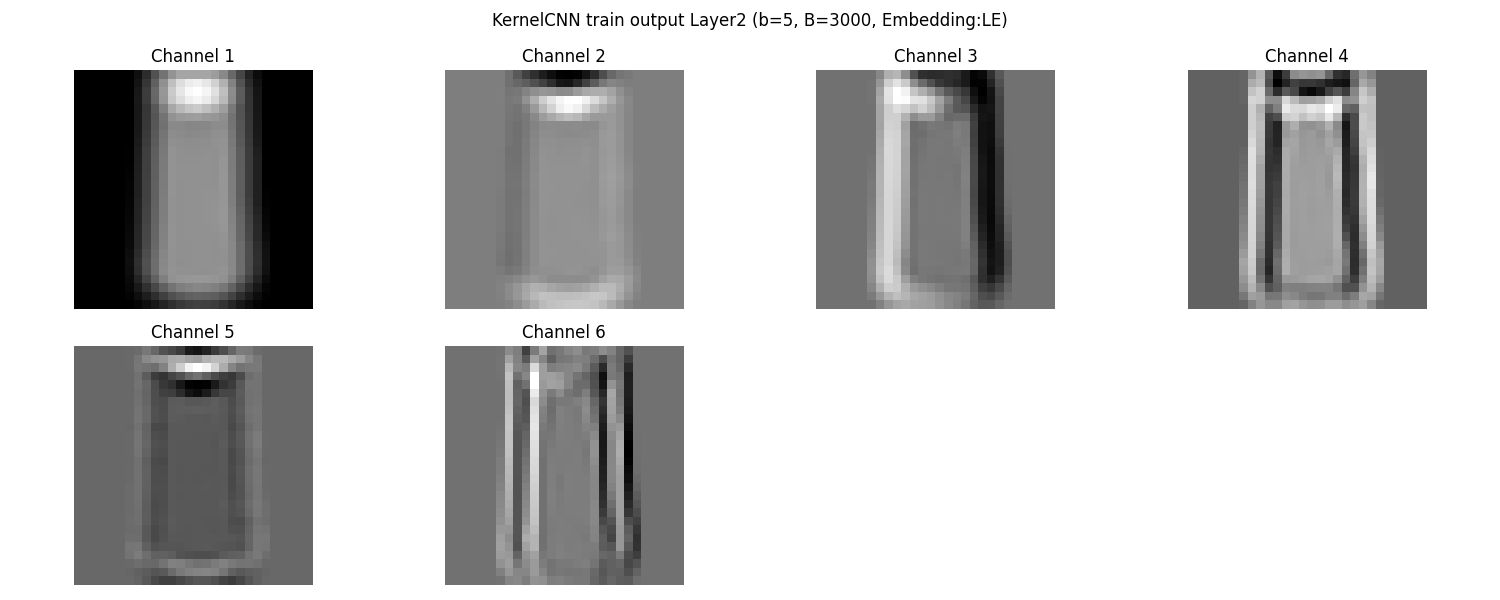 KernelCNN train output Layer2 (b=5, B=3000, Embedding:LE)
Channel 1
Channel 2
Channel 3
Channel 4
Channel 5
Channel 6